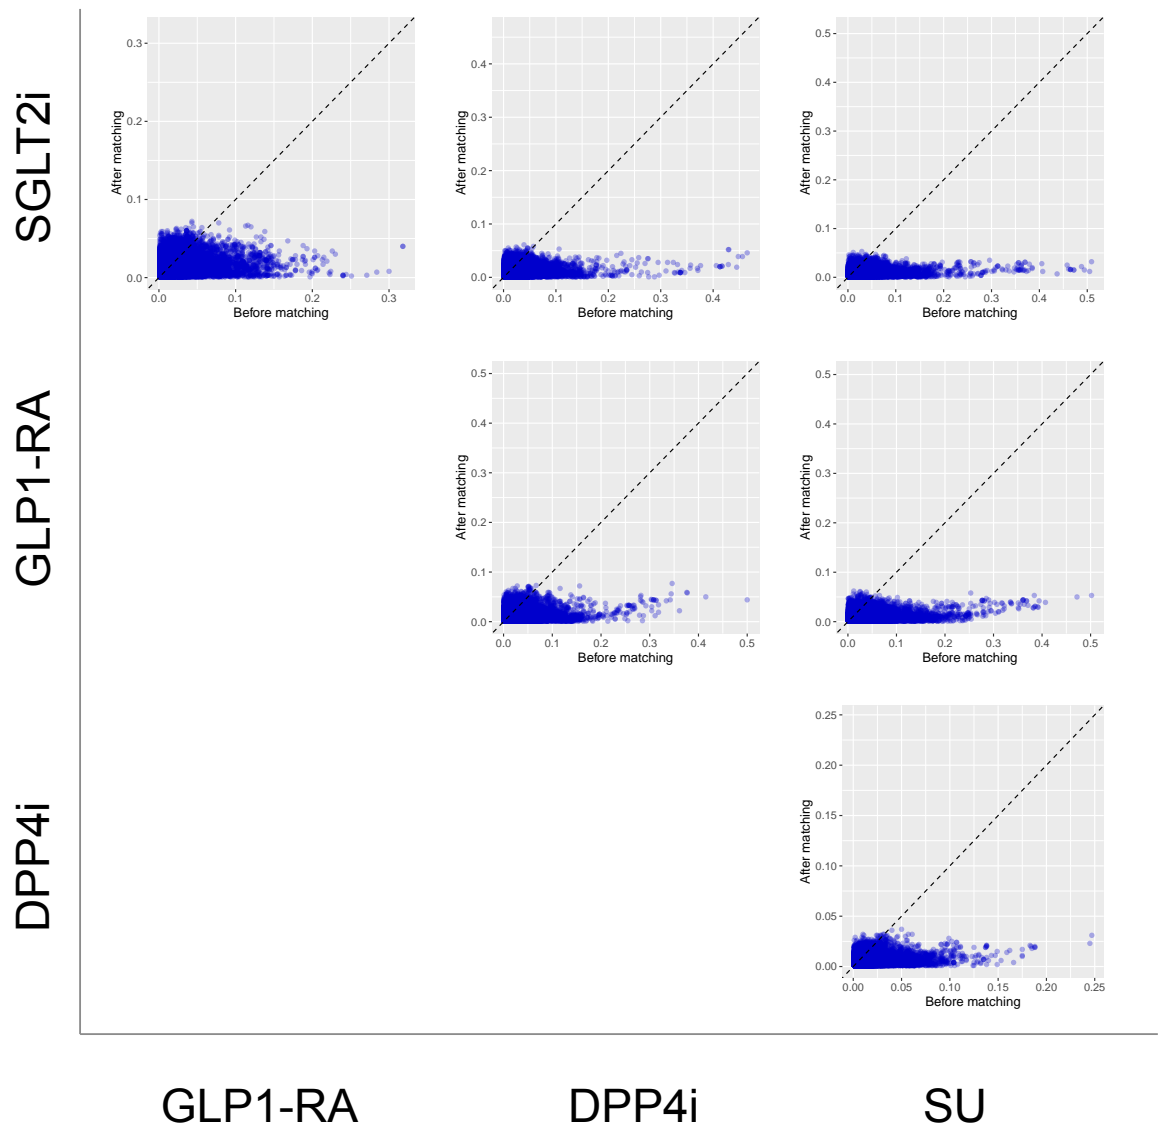 SGLT2i
After matching
0.3
0.2
0.1
0.0
0.0 0.1 0.2 0.3
Before matching
After matching
0.4
0.3
0.2
0.1
0.0
0.0 0.1 0.2 0.3 0.4
Before matching
After matching
0.5
0.4
0.3
0.2
0.1
0.0
0.0 0.1 0.2 0.3 0.4 0.5
Before matching
GLP1-RA
After matching
0.5
0.4
0.3
0.2
0.1
0.0
0.0 0.1 0.2 0.3 0.4 0.5
Before matching
After matching
0.5
0.4
0.3
0.2
0.1
0.0
0.0 0.1 0.2 0.3 0.4 0.5
Before matching
DPP4i
After matching
0.25
0.20
0.15
0.10
0.05
0.00
0.00 0.05 0.10 0.15 0.20 0.25
Before matching
GLP1-RA DPP4i SU